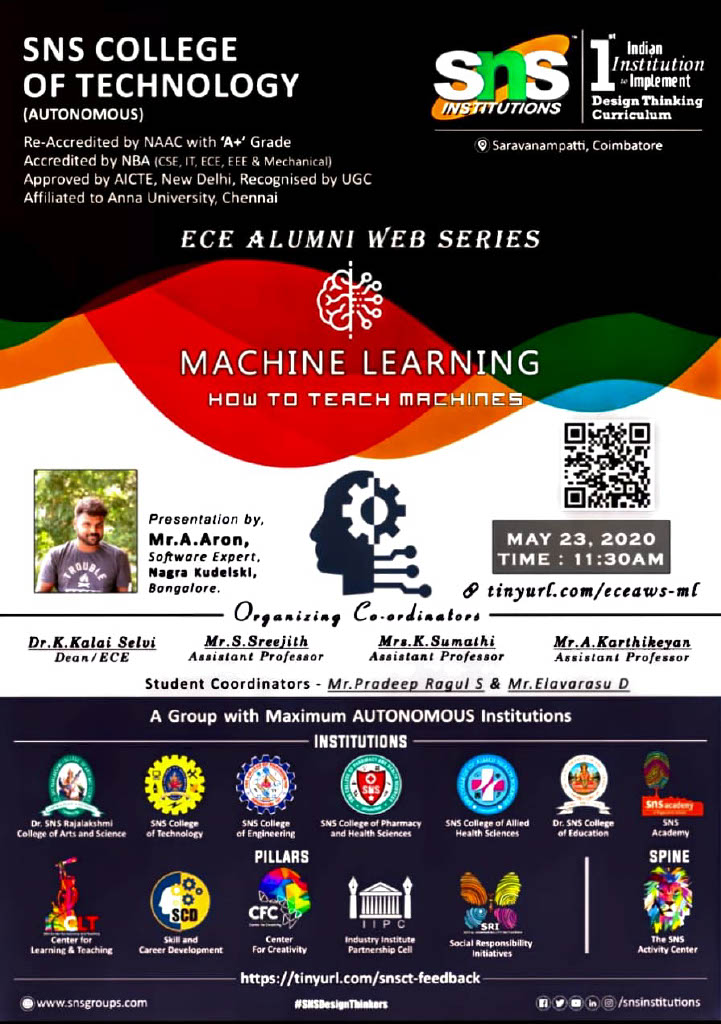 SNS COLLEGE
OF TECHNOLOGY
(AUTONOMOUS)
Re-Accredited by NAAC with 'A+' Grade
Accredited by NBA (CSE, IT, ECE, EEE & Mechanical)
Approved by AICTE, New Delhi, Recognised by UGC
Affiliated to Anna University, Chennai
sns
INSTITUTIONS
1st Indian
Institution
to Implement
Design Thinking
Curriculum
Saravanampatti, Coimbatore
ECE ALUMNI WEB SERIES
MACHINE LEARNING
HOW TO TEACH MACHINES
TROUBLE
Presentation by,
Mr.A.Aron,
Software Expert,
Nagra Kudelski,
Bangalore.
MAY 23, 2020
TIME : 11:30AM
tinyurl.com/eceaws-ml
Organizing Co-ordinators
Dr.K.Kalai Selvi
Dean/ECE
Mr.S.Sreejith
Assistant Professor
Mrs.K.Sumathi
Assistant Professor
Mr.A.Karthikeyan
Assistant Professor
Student Coordinators - Mr.Pradeep Ragul S & Mr.Elavarasu D
A Group with Maximum AUTONOMOUS Institutions
INSTITUTIONS
Dr. SNS Rajalakshmi
College of Arts and Science
SNS College
of Technology
SNS College
of Engineering
SNS
SNS College of Pharmacy
and Health Sciences
SNS College of Allied
Health Sciences
Dr. SNS College
of Education
sns academy
SNS
Academy
PILLARS
SPINE
CLT
Center for
Learning & Teaching
SCD
Skill and
Career Development
CFC
Center
For Creativity
IIPC
Industry Institute
Partnership Cell
SRI
Social Responsibility
Initiatives
The SNS
Activity Center
https://tinyurl.com/snsct-feedback
www.snsgroups.com
#SNSDesignThinkers
/snsinstitutions